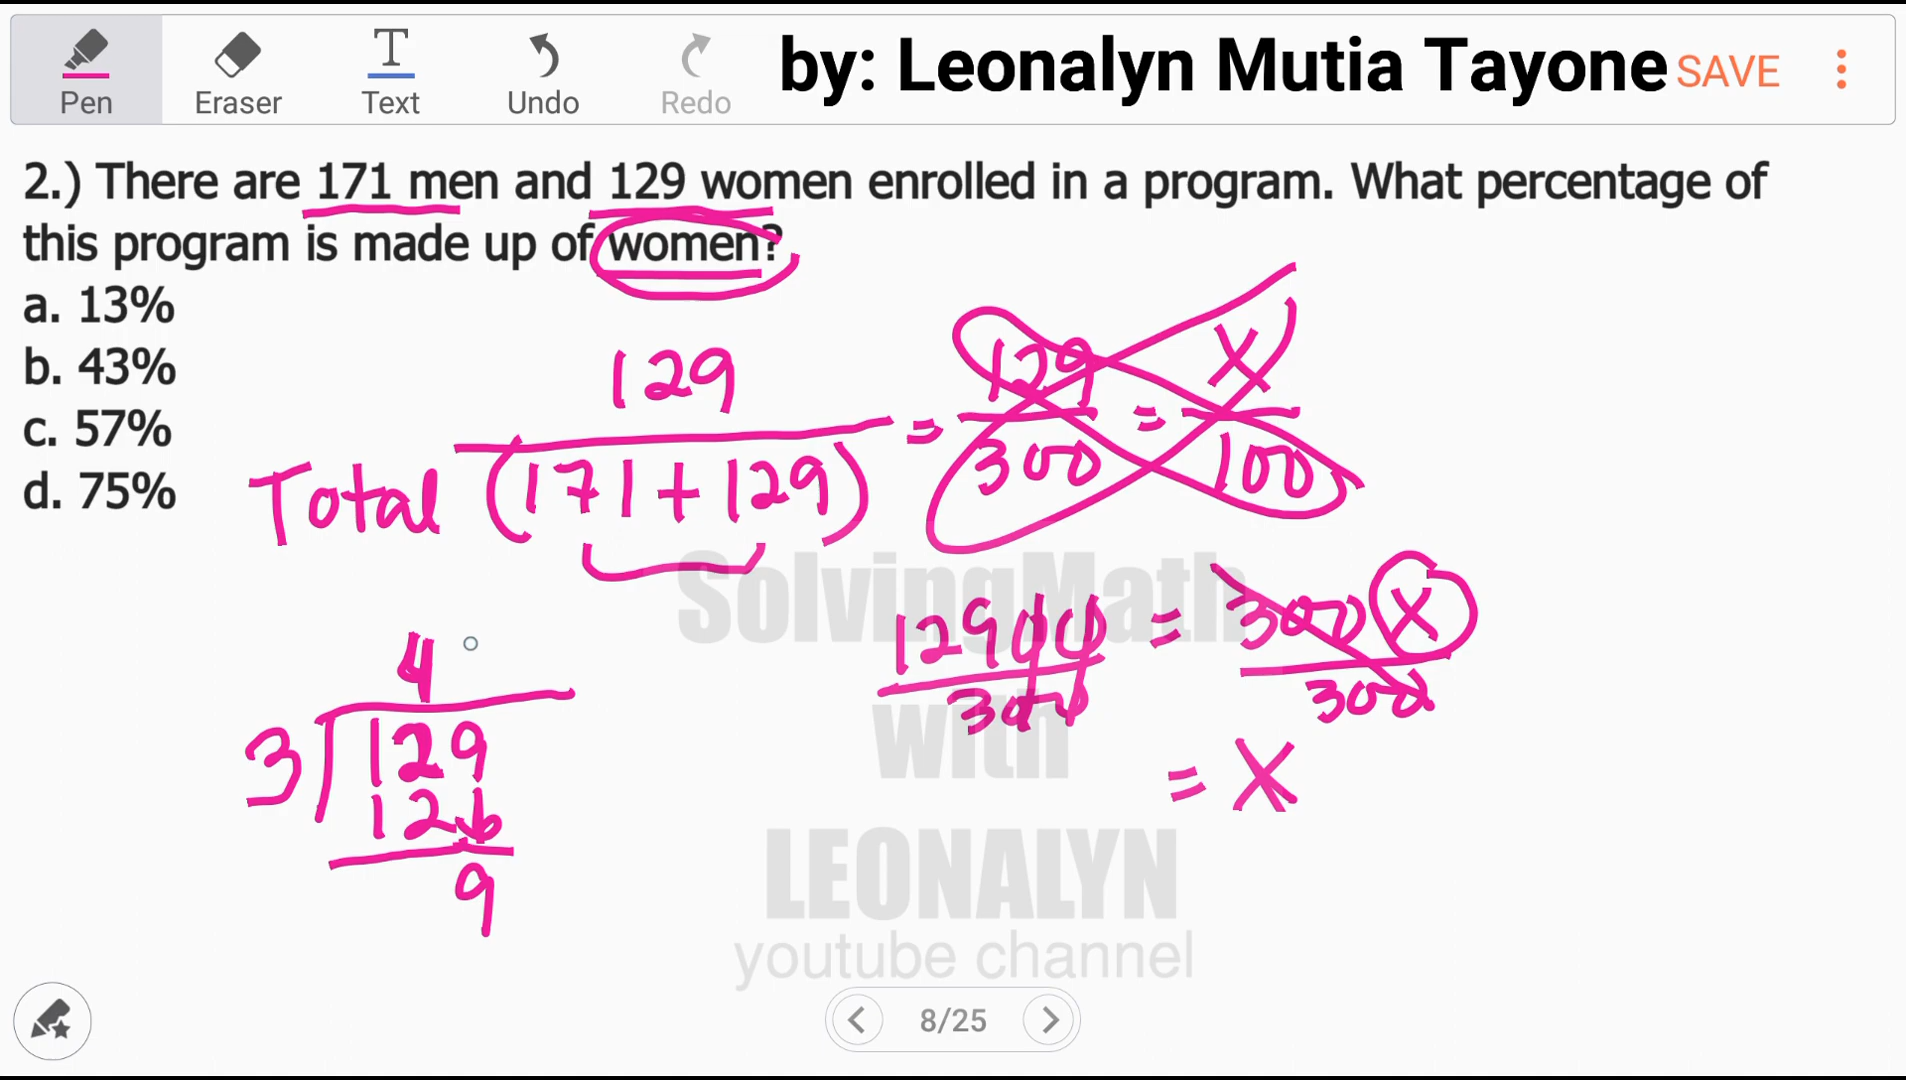 Pen Eraser Text Undo Redo by: Leonalyn Mutia Tayone SAVE
2.) There are 171 men and 129 women enrolled in a program. What percentage of
this program is made up of women?
a. 13%
b. 43%
c. 57%
d. 75%
129
Total (171+129)
= 129/300 = X/100
12900/300 = 300X/300
= X
4
3 129
12
9
SolvingMath
with
LEONALYN
youtube channel
8/25